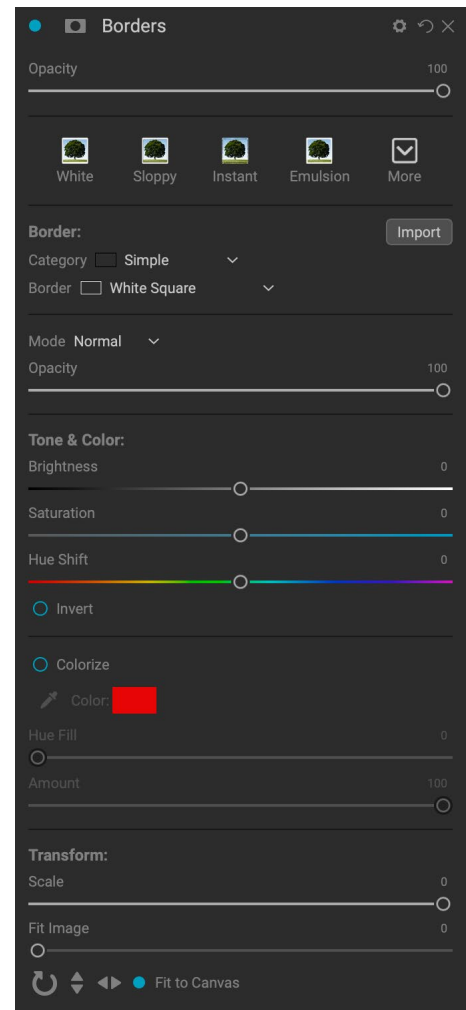 Borders
Opacity 100
White Sloppy Instant Emulsion More
Border: Import
Category Simple
Border White Square
Mode Normal
Opacity 100
Tone & Color:
Brightness 0
Saturation 0
Hue Shift 0
Invert
Colorize
Color:
Hue Fill 0
Amount 100
Transform:
Scale 0
Fit Image 0
Fit to Canvas